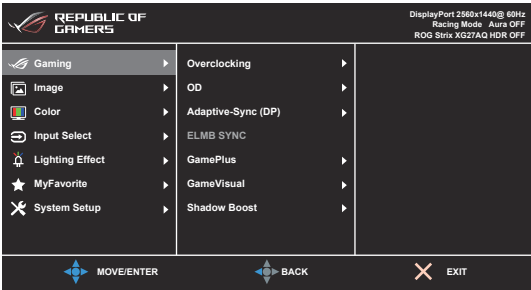 REPUBLIC OF
GAMERS
DisplayPort 2560x1440@ 60Hz
Racing Mode Aura OFF
ROG Strix XG27AQ HDR OFF
Gaming
Image
Color
Input Select
Lighting Effect
MyFavorite
System Setup
Overclocking
OD
Adaptive-Sync (DP)
ELMB SYNC
GamePlus
GameVisual
Shadow Boost
MOVE/ENTER
BACK
EXIT